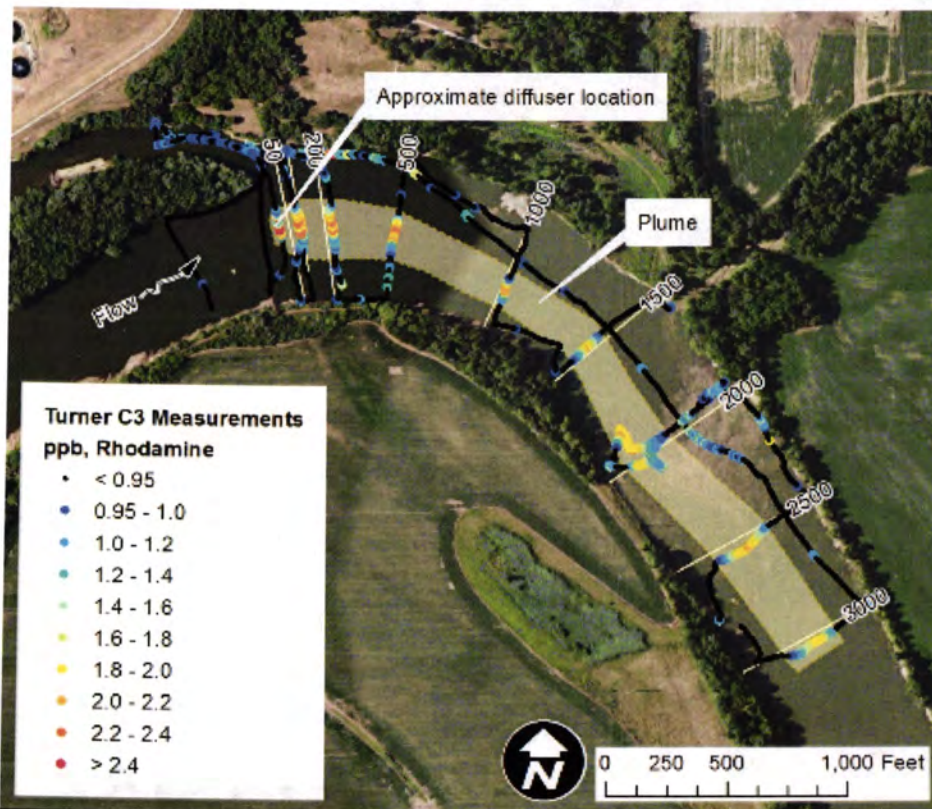 Approximate diffuser location
50
200
500
1000
Plume
1500
Flow
2000
2500
3000
Turner C3 Measurements
ppb, Rhodamine
< 0.95
0.95 - 1.0
1.0 - 1.2
1.2 - 1.4
1.4 - 1.6
1.6 - 1.8
1.8 - 2.0
2.0 - 2.2
2.2 - 2.4
> 2.4
N
0 250 500 1,000 Feet